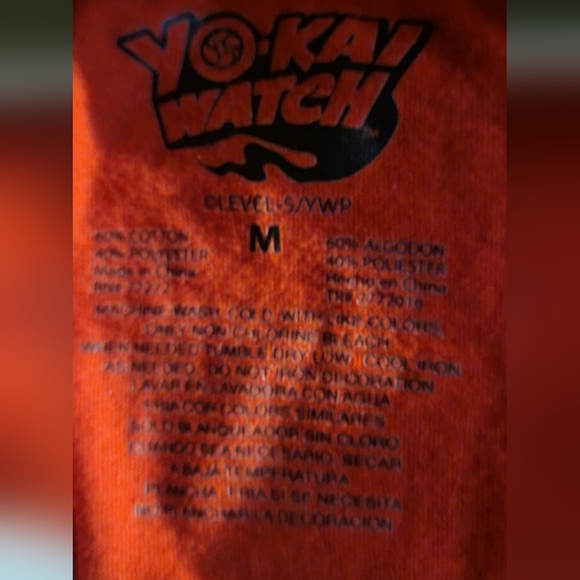 YO-KAI
WATCH
©LEVEL-5/YWP
M
60% COTTON
40% POLYESTER
Made in China
60% ALGODON
40% POLIESTER
Hecho en China
MACHINE WASH COLD WITH LIKE COLORS
ONLY NON CHLORINE BLEACH
WHEN NEEDED TUMBLE DRY LOW. COOL IRON
AS NEEDED. DO NOT IRON DECORATION
LAVAR EN LAVADORA CON AGUA
FRIA CON COLORS SIMILARES
SOLO BLANQUEADOR SIN CLORIO
CUANDO SEA NECESARIO. SECAR
A BAJA TEMPERATURA
PLANCHA FRIA SI SE NECESITA
NO PLANCHAR LA DECORACION